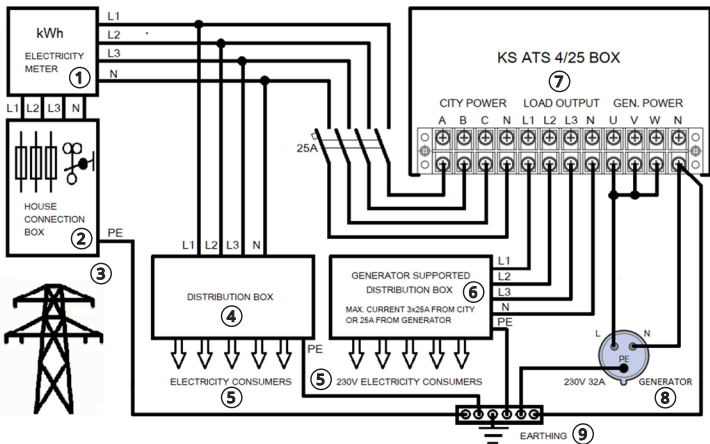 kWh
ELECTRICITY
METER
1
L1
L2
L3
N
L1 L2 L3 N
HOUSE
CONNECTION
BOX
2
PE
3
25A
KS ATS 4/25 BOX
7
CITY POWER LOAD OUTPUT GEN. POWER
A B C N L1 L2 L3 N U V W N
L1 L2 L3 N
DISTRIBUTION BOX
4
PE
ELECTRICITY CONSUMERS
5
GENERATOR SUPPORTED
DISTRIBUTION BOX
6
MAX. CURRENT 3x25A FROM CITY
OR 25A FROM GENERATOR
L1
L2
L3
N
PE
5
230V ELECTRICITY CONSUMERS
L N
PE
230V 32A
GENERATOR
8
EARTHING
9